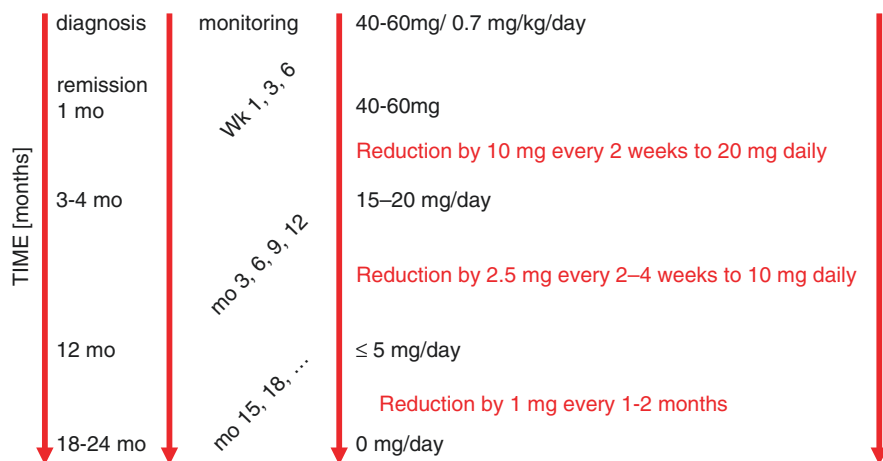 diagnosis monitoring 40-60mg/ 0.7 mg/kg/day
remission
1 mo
Wk 1, 3, 6
40-60mg
Reduction by 10 mg every 2 weeks to 20 mg daily
TIME [months]
3-4 mo
15–20 mg/day
mo 3, 6, 9, 12
Reduction by 2.5 mg every 2–4 weeks to 10 mg daily
12 mo
≤ 5 mg/day
mo 15, 18, …
Reduction by 1 mg every 1-2 months
18-24 mo
0 mg/day